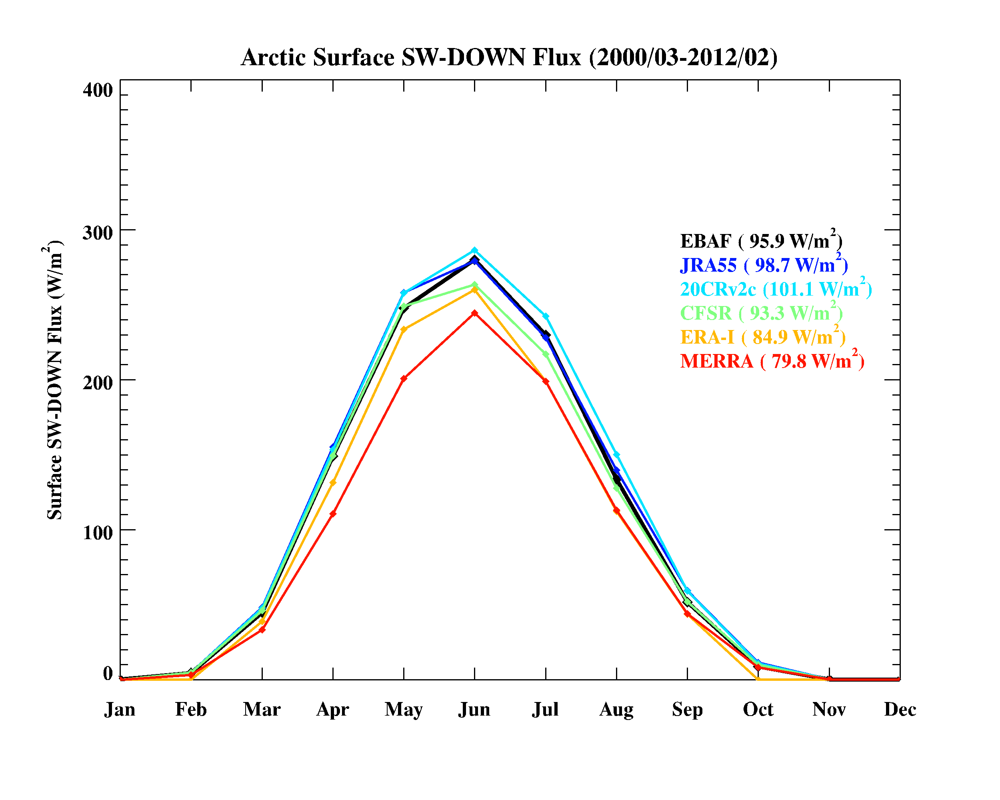 Arctic Surface SW-DOWN Flux (2000/03-2012/02)
Surface SW-DOWN Flux (W/m²)
400
300
200
100
0
EBAF ( 95.9 W/m²)
JRA55 ( 98.7 W/m²)
20CRv2c (101.1 W/m²)
CFSR ( 93.3 W/m²)
ERA-I ( 84.9 W/m²)
MERRA ( 79.8 W/m²)
Jan Feb Mar Apr May Jun Jul Aug Sep Oct Nov Dec